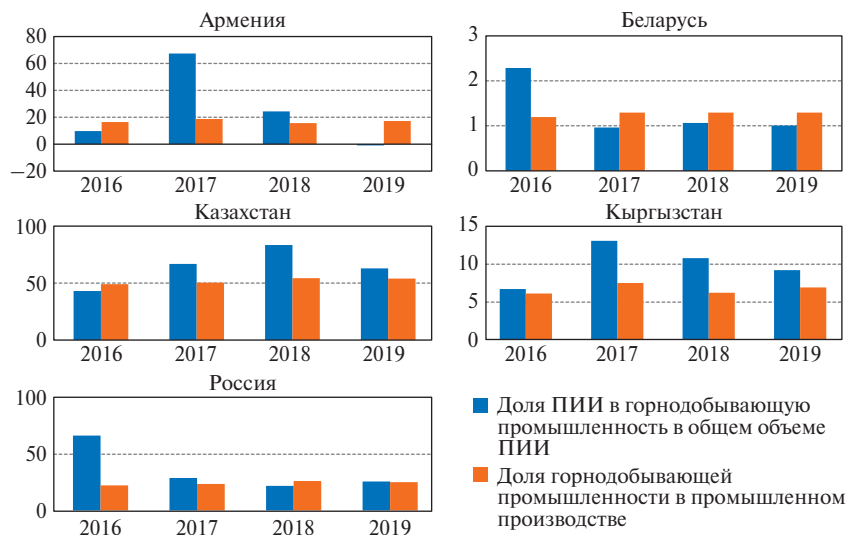 Армения
80
60
40
20
0
−20
2016 2017 2018 2019
Беларусь
3
2
1
0
2016 2017 2018 2019
Казахстан
100
50
0
2016 2017 2018 2019
Кыргызстан
15
10
5
0
2016 2017 2018 2019
Россия
100
50
0
2016 2017 2018 2019
Доля ПИИ в горнодобывающую
промышленность в общем объеме
ПИИ
Доля горнодобывающей
промышленности в промышленном
производстве